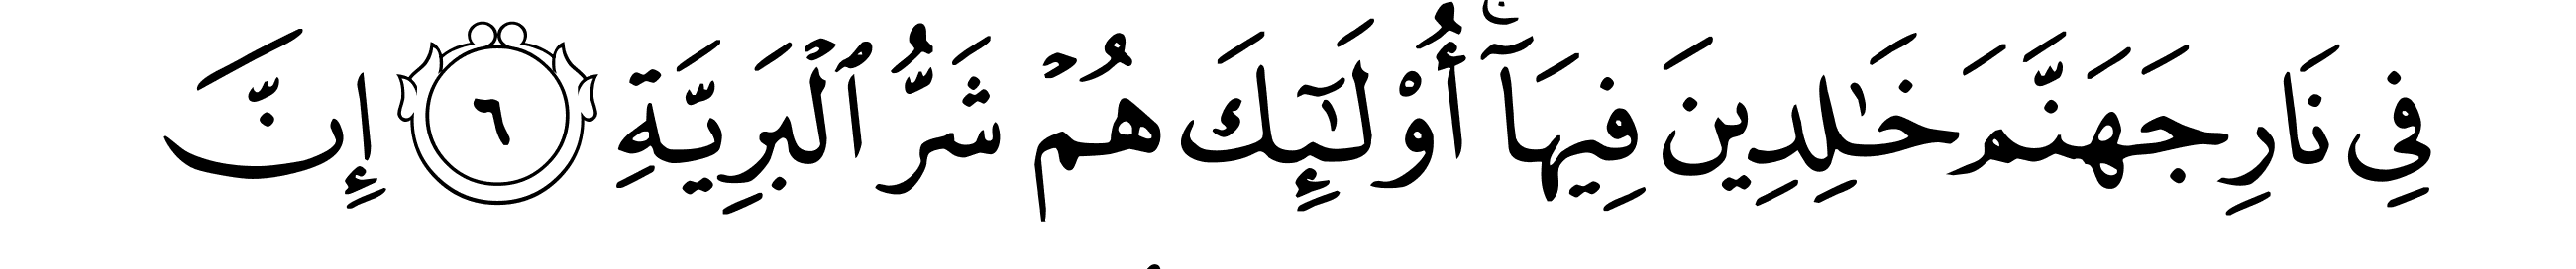 فِي نَارِ جَهَنَّمَ خَـٰلِدِينَ فِيهَآۚ أُوْلَـٰٓئِكَ هُمۡ شَرُّ ٱلۡبَرِيَّةِ ٦ إِنَّ